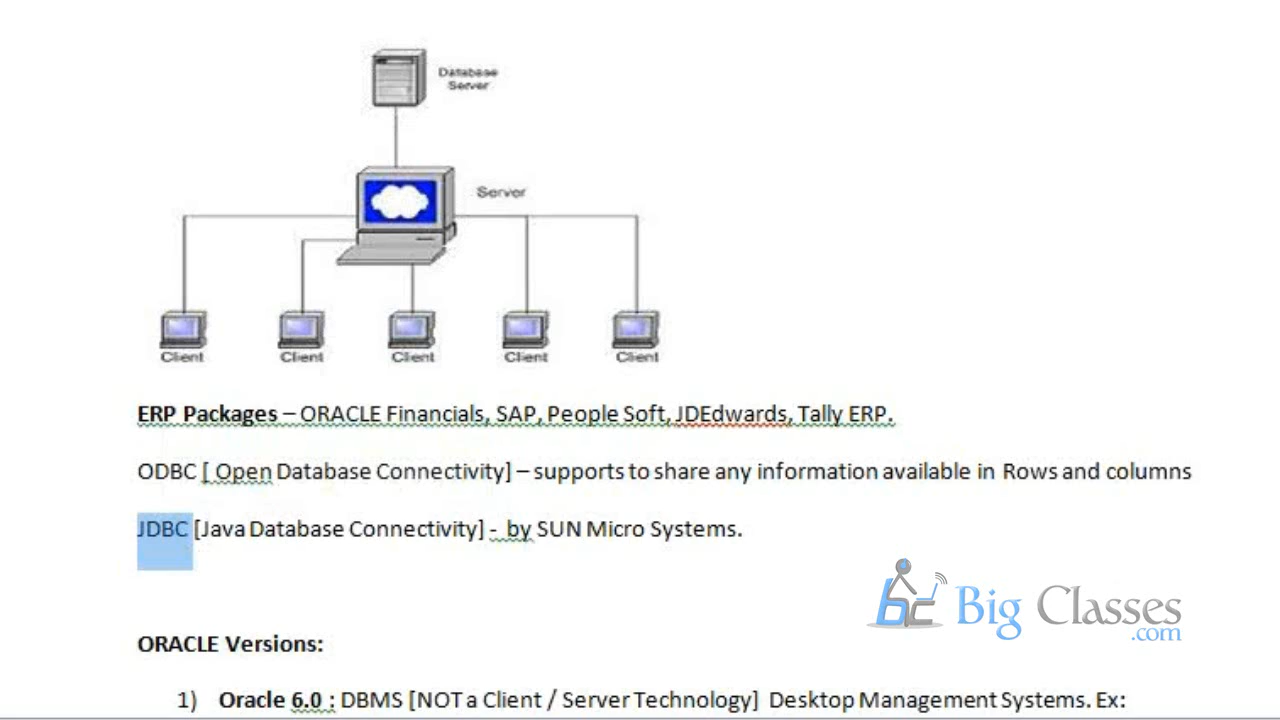 Database
Server
Server
Client Client Client Client Client
ERP Packages – ORACLE Financials, SAP, People Soft, JDEdwards, Tally ERP.
ODBC [ Open Database Connectivity] – supports to share any information available in Rows and columns
JDBC [Java Database Connectivity] - by SUN Micro Systems.
Big Classes
.com
ORACLE Versions:
1) Oracle 6.0 : DBMS [NOT a Client / Server Technology] Desktop Management Systems. Ex: